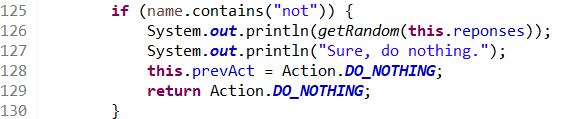 125 if (name.contains("not")) {
126 System.out.println(getRandom(this.reponses));
127 System.out.println("Sure, do nothing.");
128 this.prevAct = Action.DO_NOTHING;
129 return Action.DO_NOTHING;
130 }